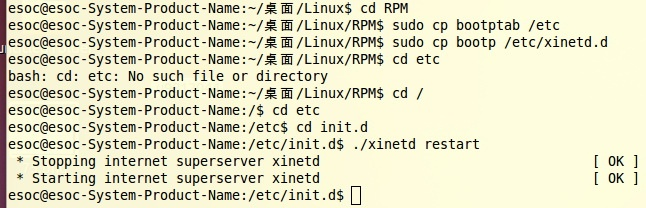 esoc@esoc-System-Product-Name:~/桌面/Linux$ cd RPM
esoc@esoc-System-Product-Name:~/桌面/Linux/RPM$ sudo cp bootptab /etc
esoc@esoc-System-Product-Name:~/桌面/Linux/RPM$ sudo cp bootp /etc/xinetd.d
esoc@esoc-System-Product-Name:~/桌面/Linux/RPM$ cd etc
bash: cd: etc: No such file or directory
esoc@esoc-System-Product-Name:~/桌面/Linux/RPM$ cd /
esoc@esoc-System-Product-Name:/$ cd etc
esoc@esoc-System-Product-Name:/etc$ cd init.d
esoc@esoc-System-Product-Name:/etc/init.d$ ./xinetd restart
 * Stopping internet superserver xinetd [ OK ]
 * Starting internet superserver xinetd [ OK ]
esoc@esoc-System-Product-Name:/etc/init.d$